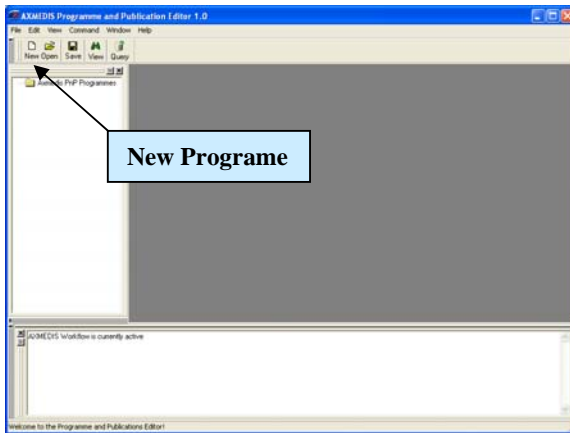 AXMEDIS Programme and Publication Editor 1.0
File Edit View Command Window Help
New Open Save View Query
Axmedis PnP Programmes
New Programe
AXMEDIS Workflow is currently active
Welcome to the Programme and Publications Editor!